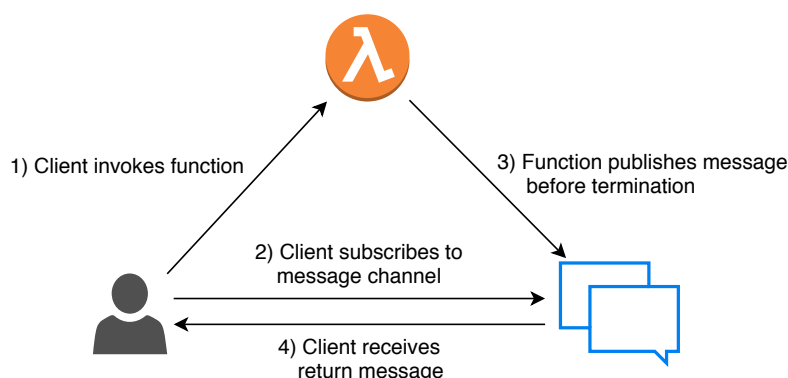 λ
1) Client invokes function
3) Function publishes message
before termination
2) Client subscribes to
message channel
4) Client receives
return message